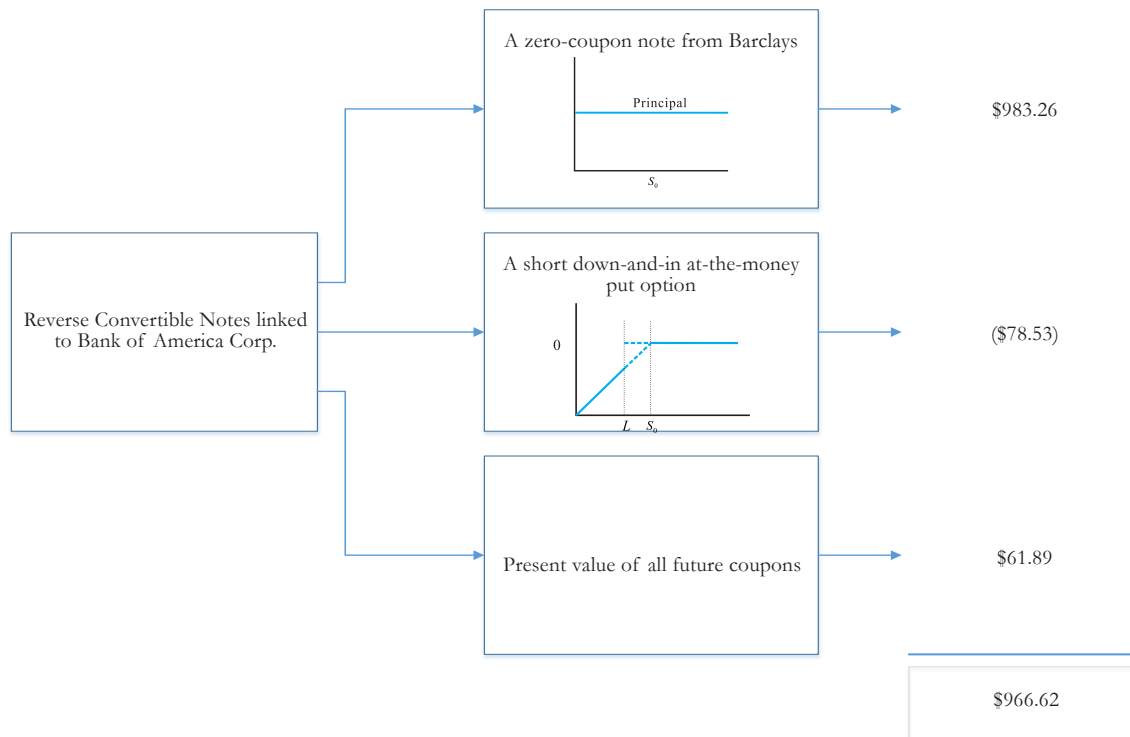 A zero-coupon note from Barclays
Principal
S₀
$983.26
Reverse Convertible Notes linked
to Bank of America Corp.
A short down-and-in at-the-money
put option
0
L S₀
($78.53)
Present value of all future coupons
$61.89
$966.62